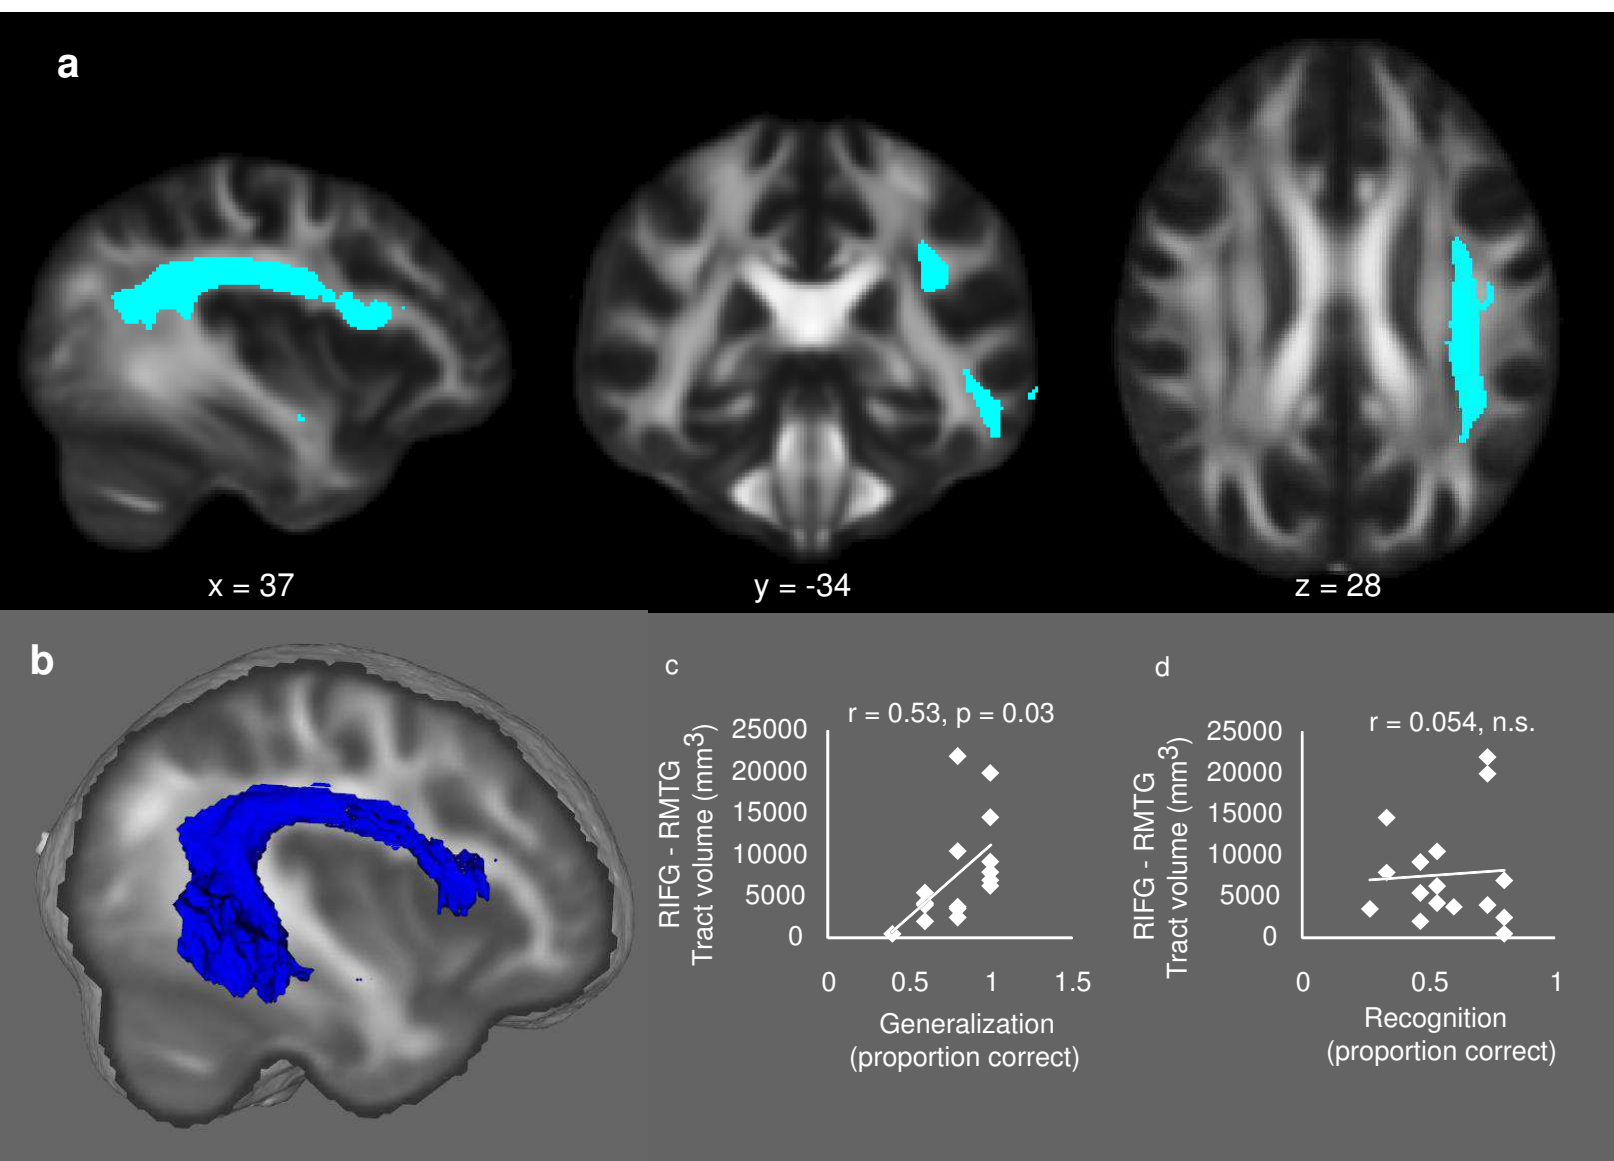 a
x = 37
y = -34
z = 28
b
c
r = 0.53, p = 0.03
RIFG - RMTG
Tract volume (mm³)
25000
20000
15000
10000
5000
0
0 0.5 1 1.5
Generalization
(proportion correct)
d
r = 0.054, n.s.
RIFG - RMTG
Tract volume (mm³)
25000
20000
15000
10000
5000
0
0 0.5 1
Recognition
(proportion correct)